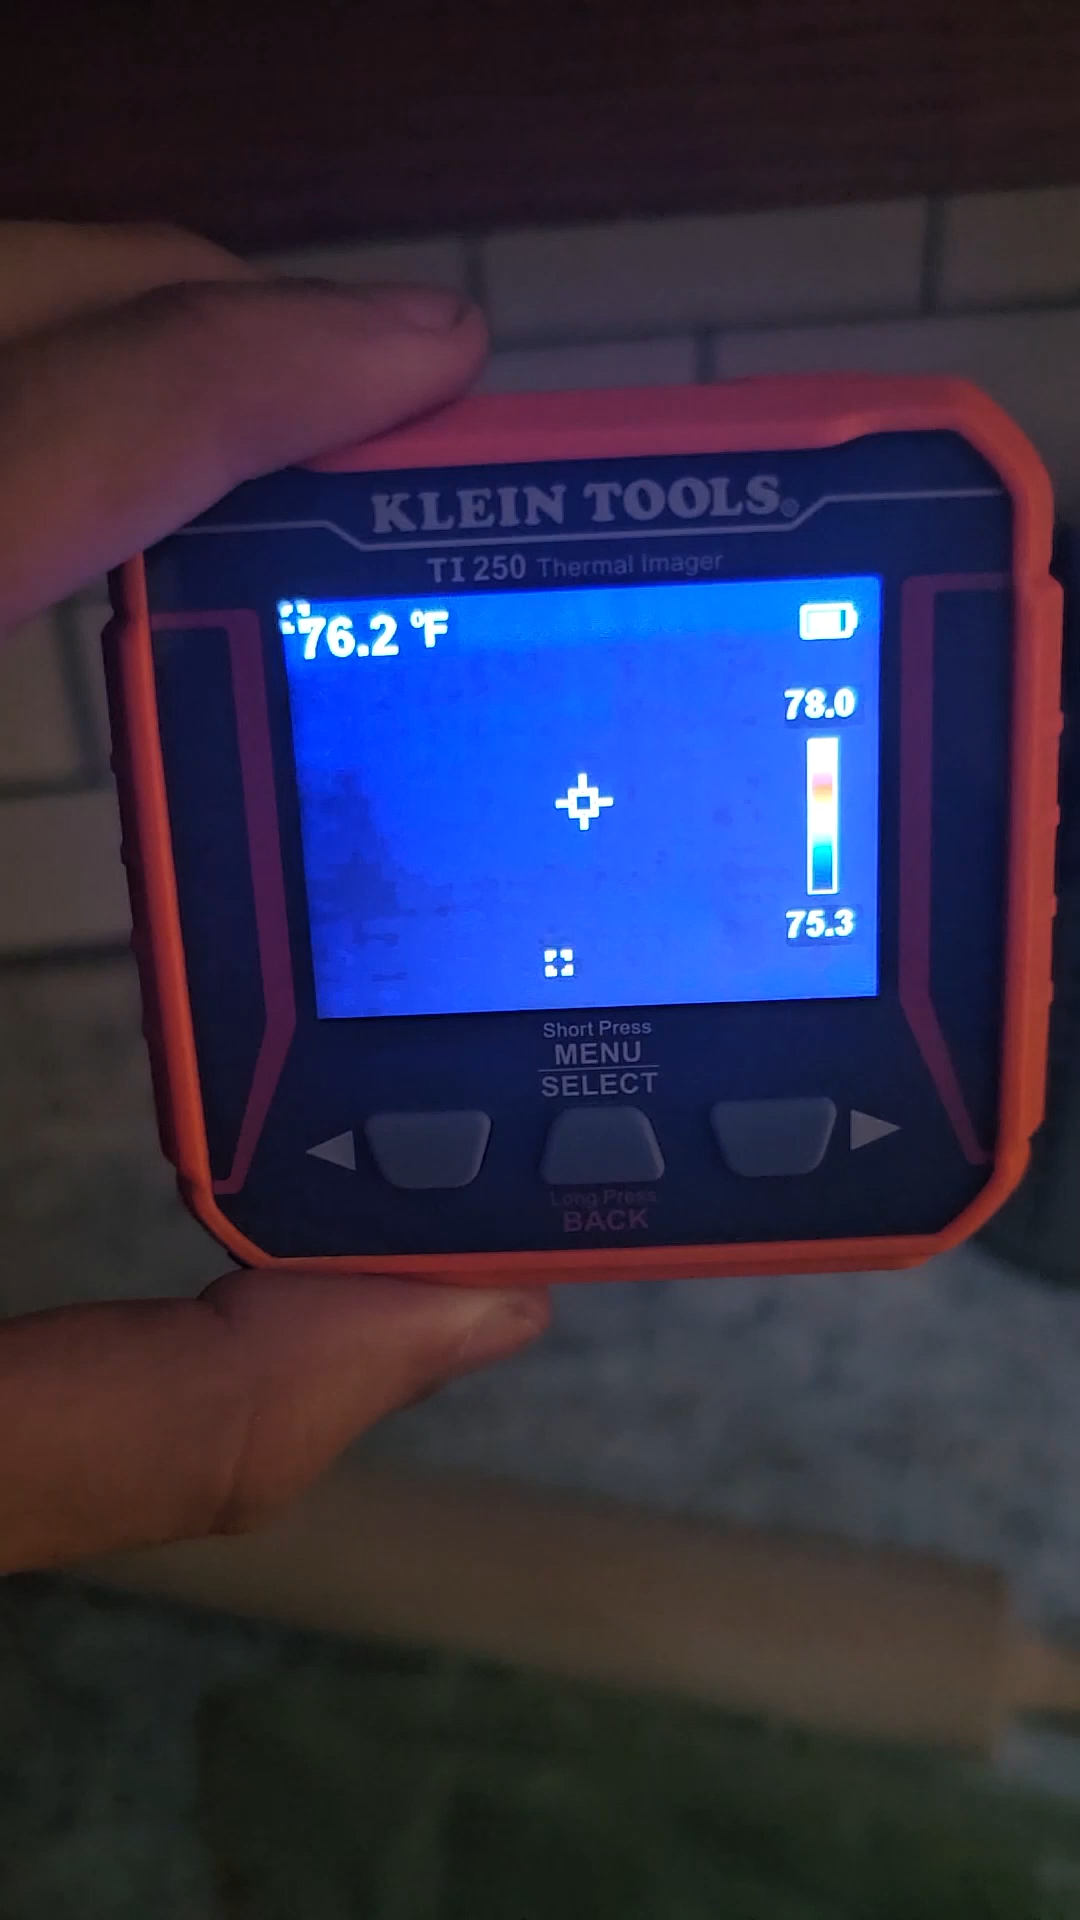 KLEIN TOOLS®
TI 250 Thermal Imager
76.2 °F
78.0
75.3
Short Press
MENU
SELECT
Long Press
BACK